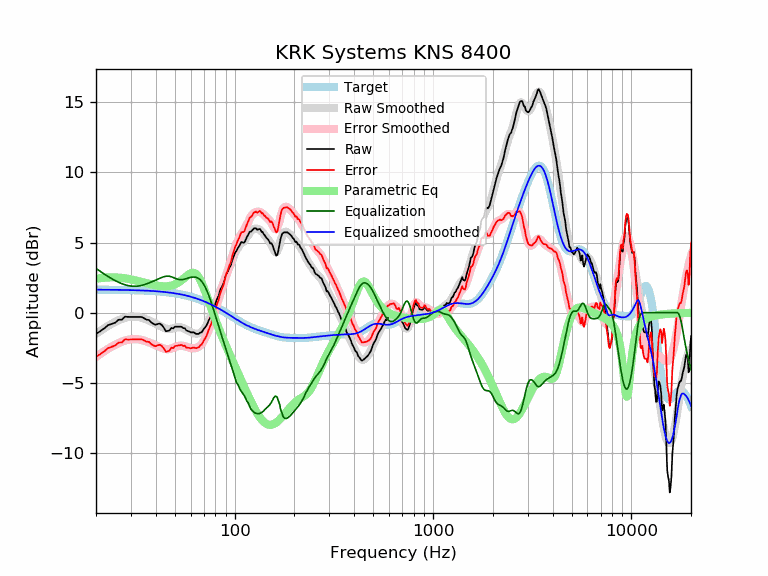 KRK Systems KNS 8400
Target
Raw Smoothed
Error Smoothed
Raw
Error
Parametric Eq
Equalization
Equalized smoothed
Amplitude (dBr)
15
10
5
0
−5
−10
100
1000
10000
Frequency (Hz)